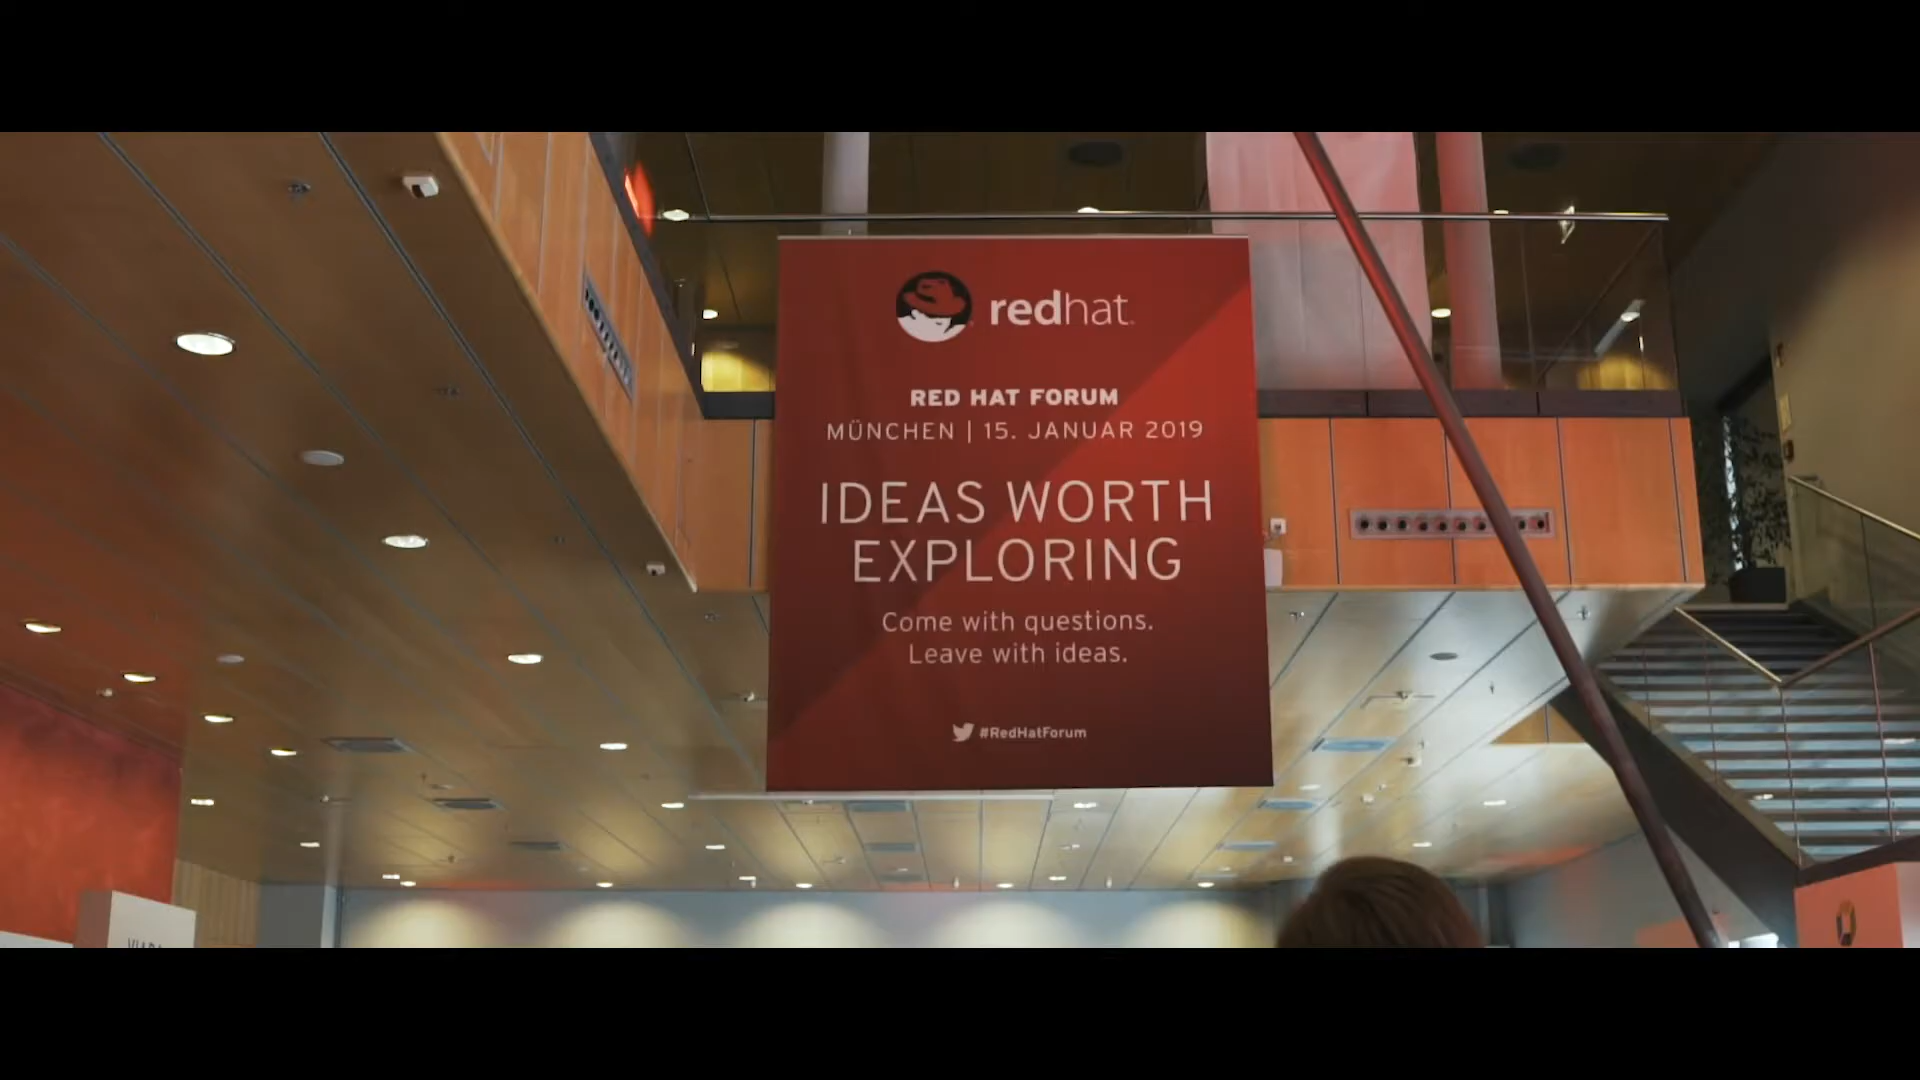 redhat.
RED HAT FORUM
MÜNCHEN | 15. JANUAR 2019
IDEAS WORTH
EXPLORING
Come with questions.
Leave with ideas.
#RedHatForum